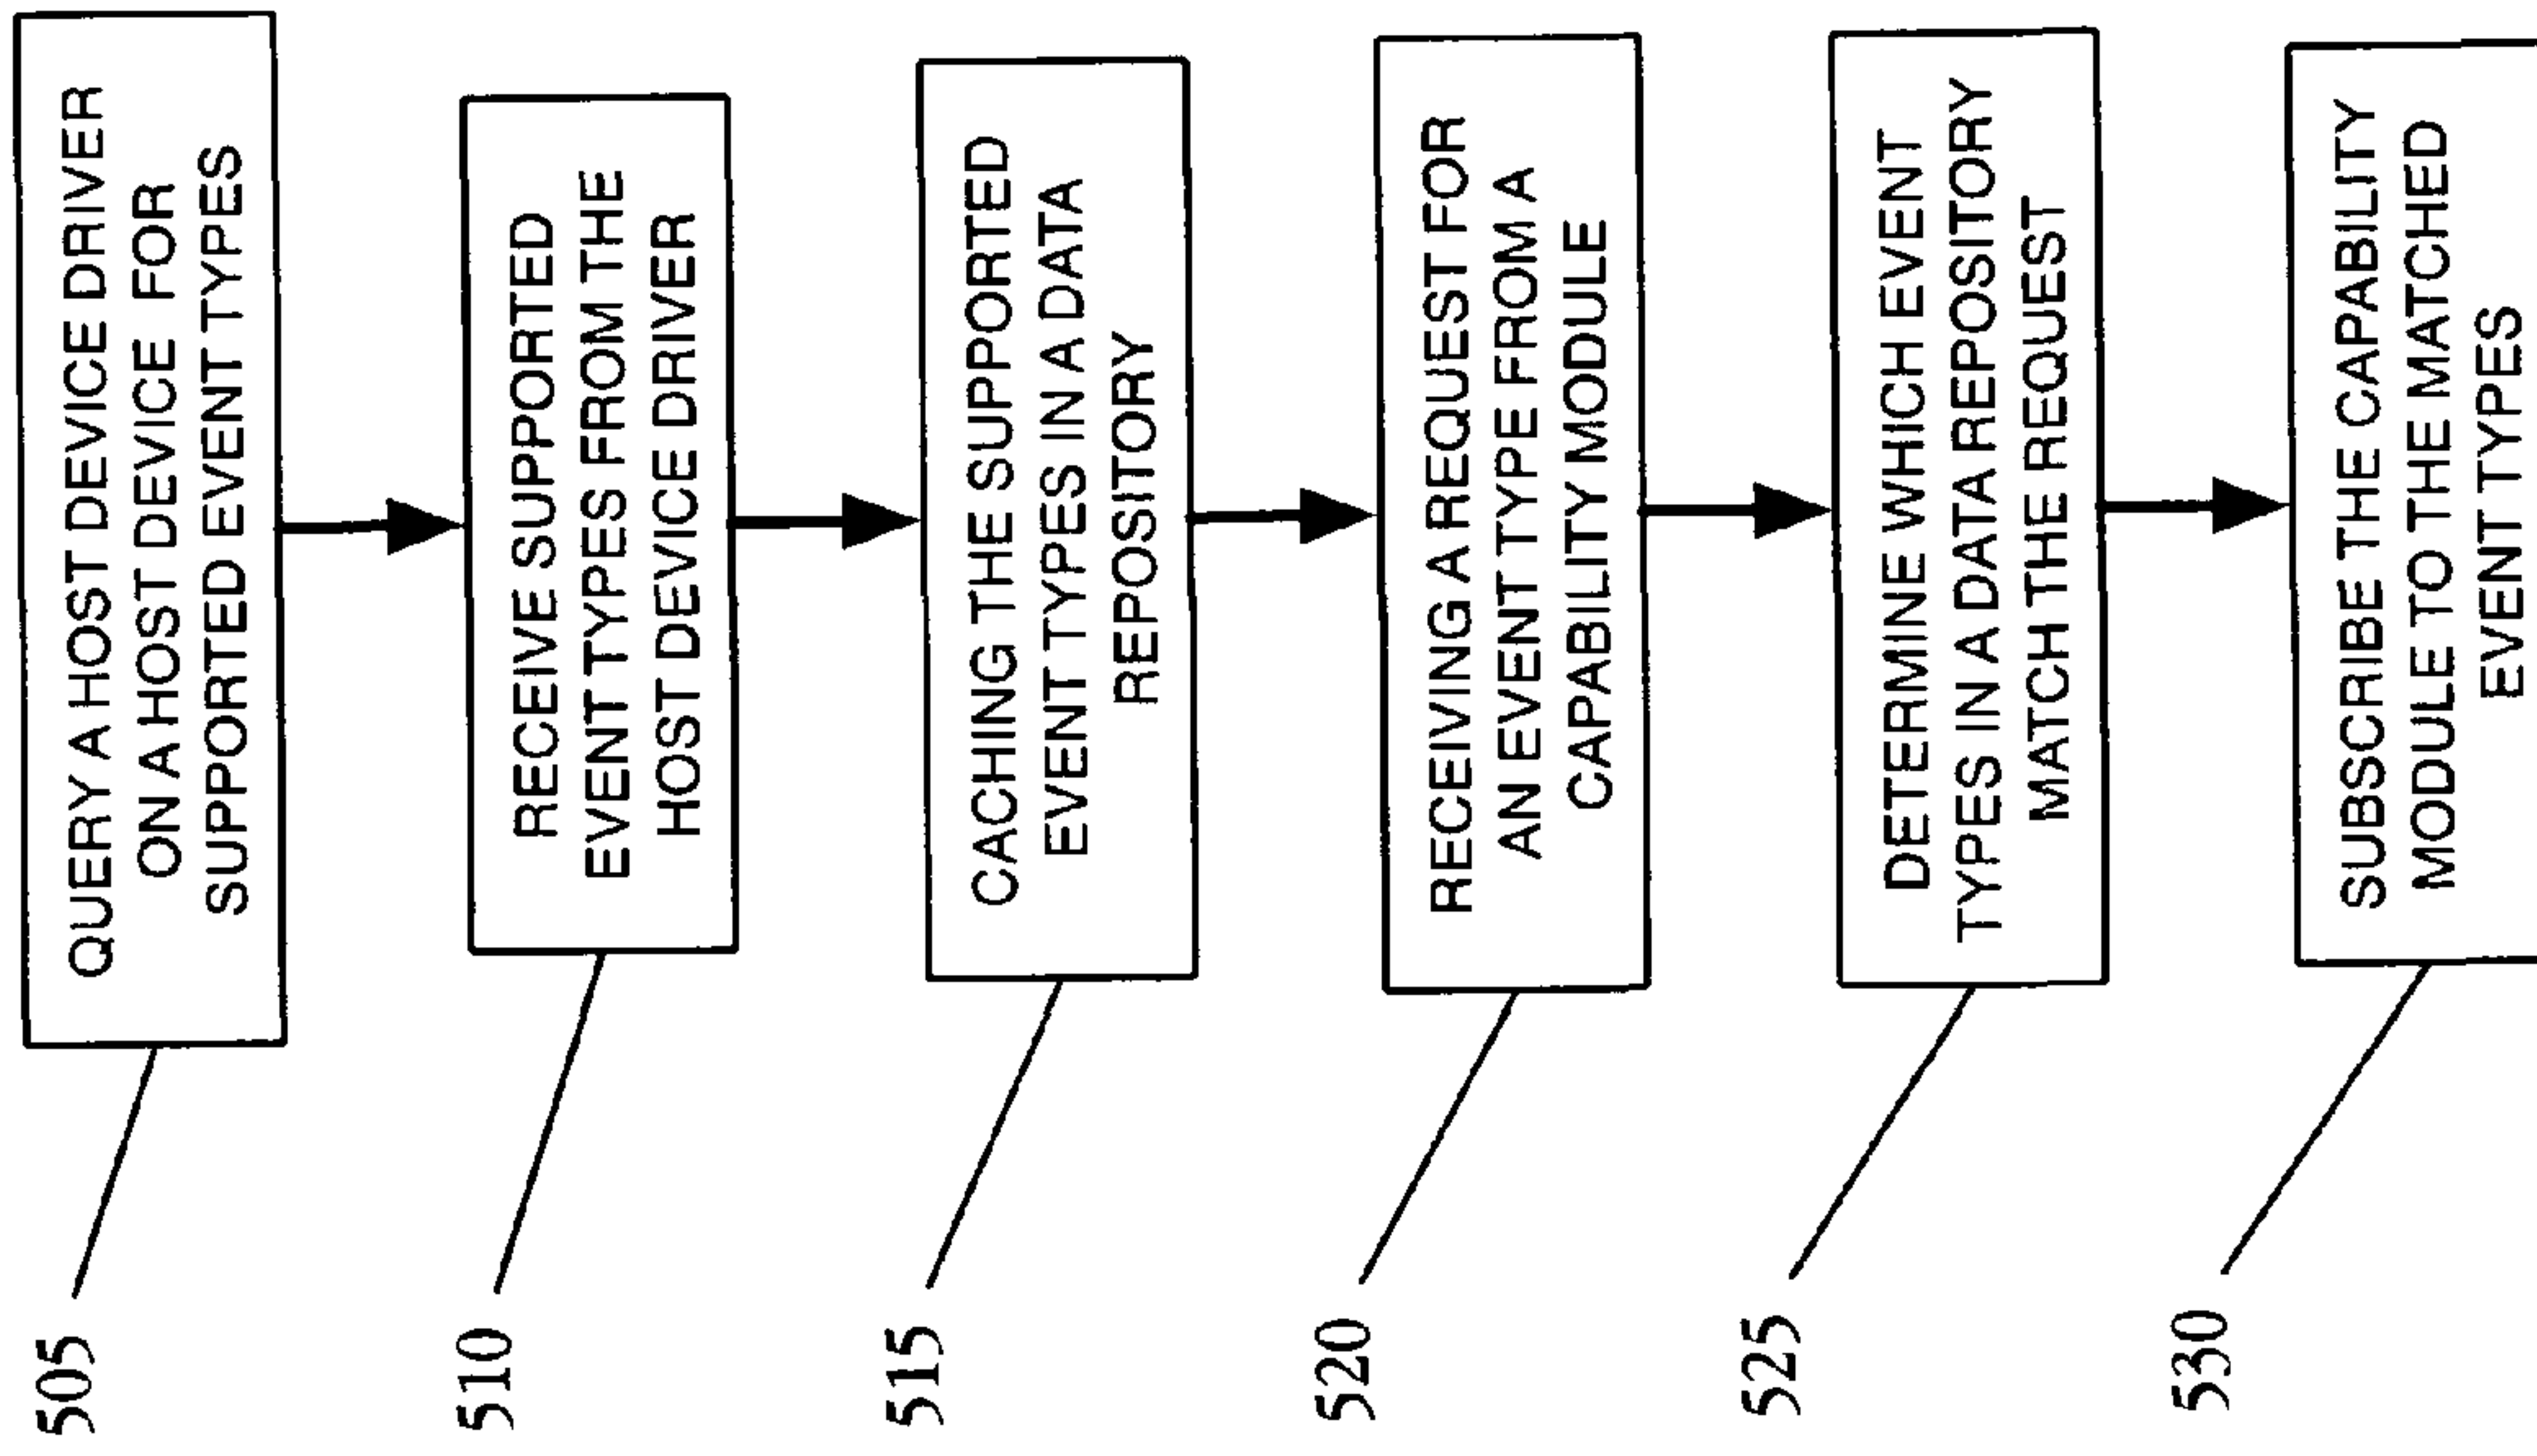 505
QUERY A HOST DEVICE DRIVER
ON A HOST DEVICE FOR
SUPPORTED EVENT TYPES
510
RECEIVE SUPPORTED
EVENT TYPES FROM THE
HOST DEVICE DRIVER
515
CACHING THE SUPPORTED
EVENT TYPES IN A DATA
REPOSITORY
520
RECEIVING A REQUEST FOR
AN EVENT TYPE FROM A
CAPABILITY MODULE
525
DETERMINE WHICH EVENT
TYPES IN A DATA REPOSITORY
MATCH THE REQUEST
530
SUBSCRIBE THE CAPABILITY
MODULE TO THE MATCHED
EVENT TYPES